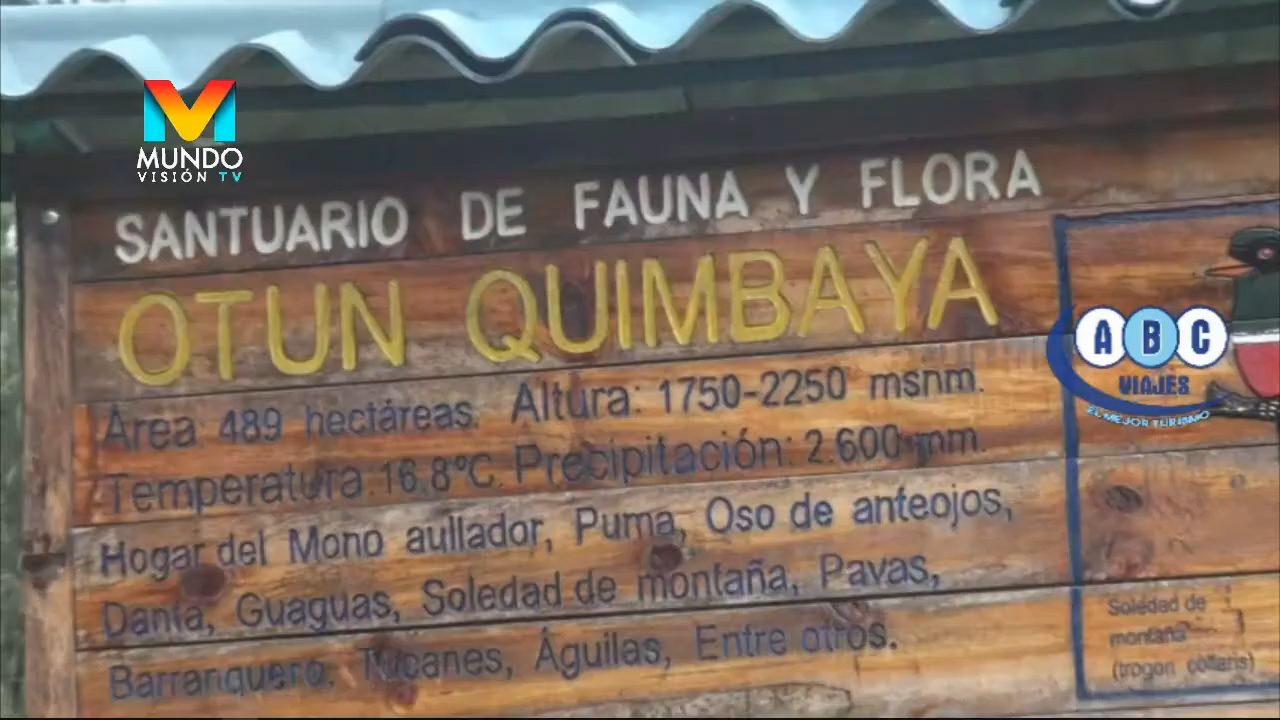 MUNDO
VISIÓN TV
SANTUARIO DE FAUNA Y FLORA
OTUN QUIMBAYA
Área 489 hectáreas. Altura: 1750-2250 msnm.
Temperatura:16.8ºC. Precipitación: 2.600 mm.
Hogar del Mono aullador, Puma, Oso de anteojos,
Danta, Guaguas, Soledad de montaña, Pavas,
Barranquero, Tucanes, Águilas, Entre otros.
ABC
VIAJES
EL MEJOR TURISMO
Soledad de
montaña
(trogon collaris)